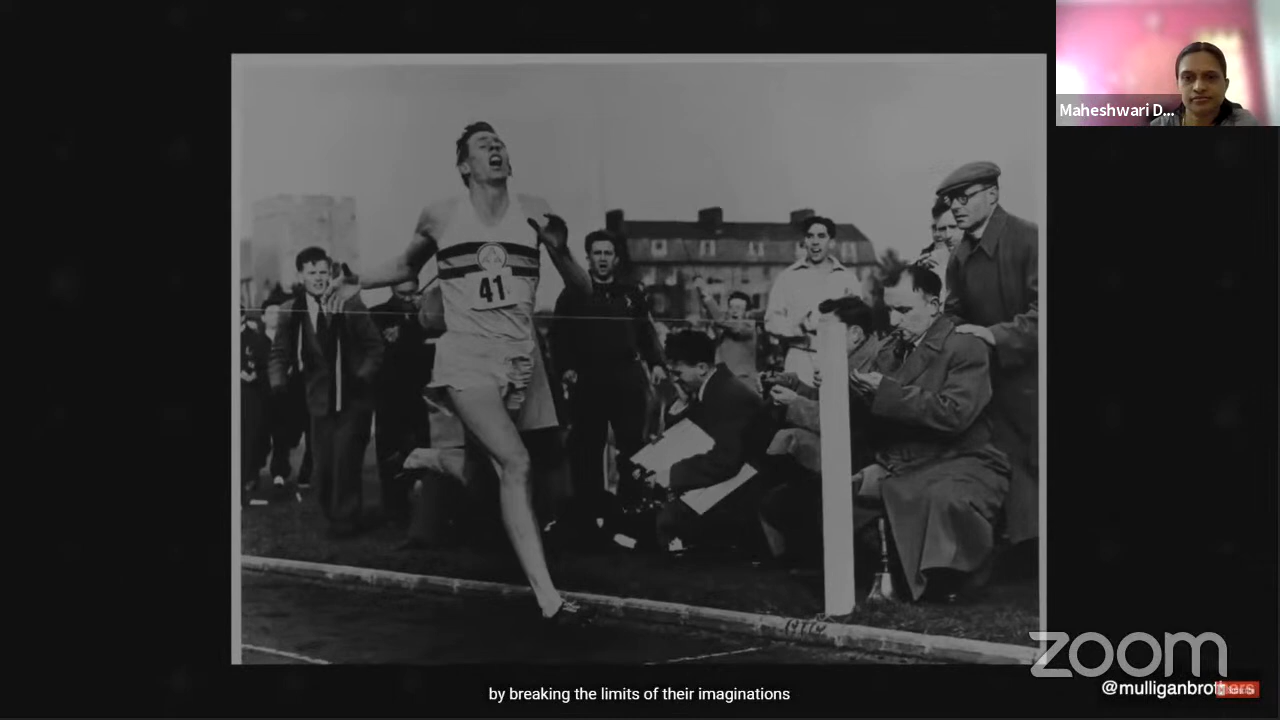 Maheshwari D...
41
by breaking the limits of their imaginations
zoom
@mulliganbrothers